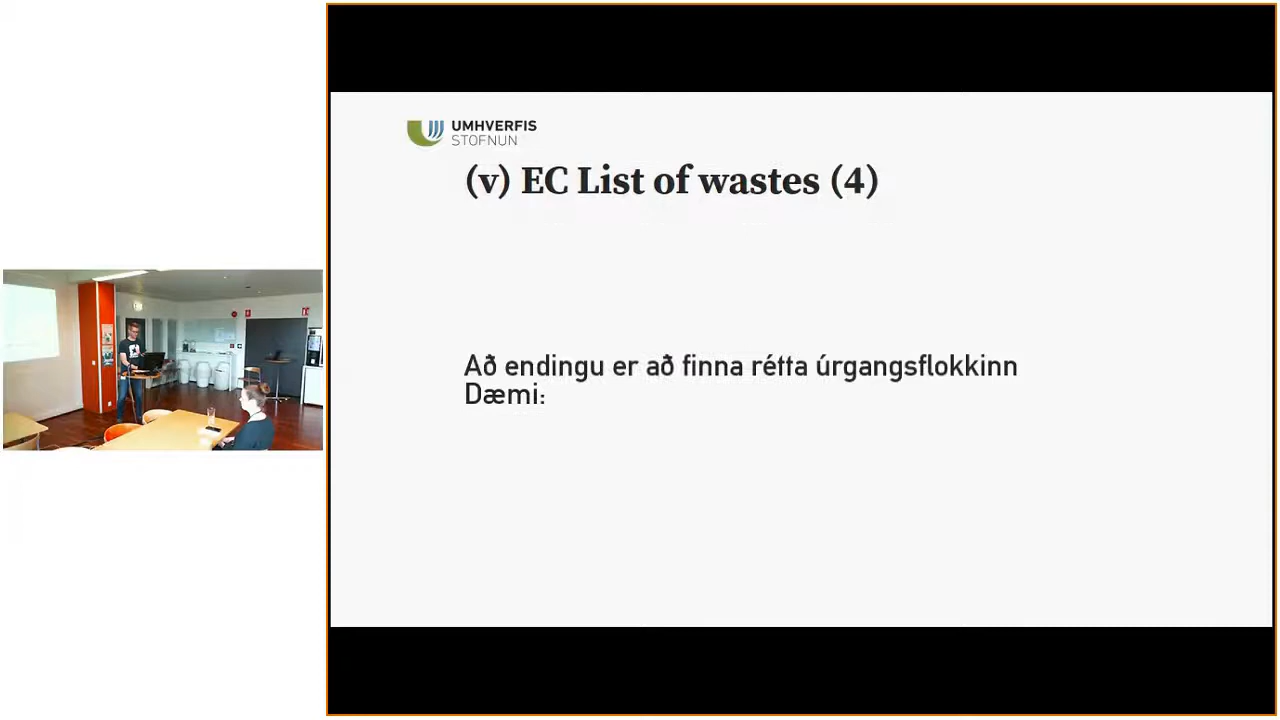 UMHVERFIS
STOFNUN
(v) EC List of wastes (4)
Að endingu er að finna rétta úrgangsflokkinn
Dæmi: